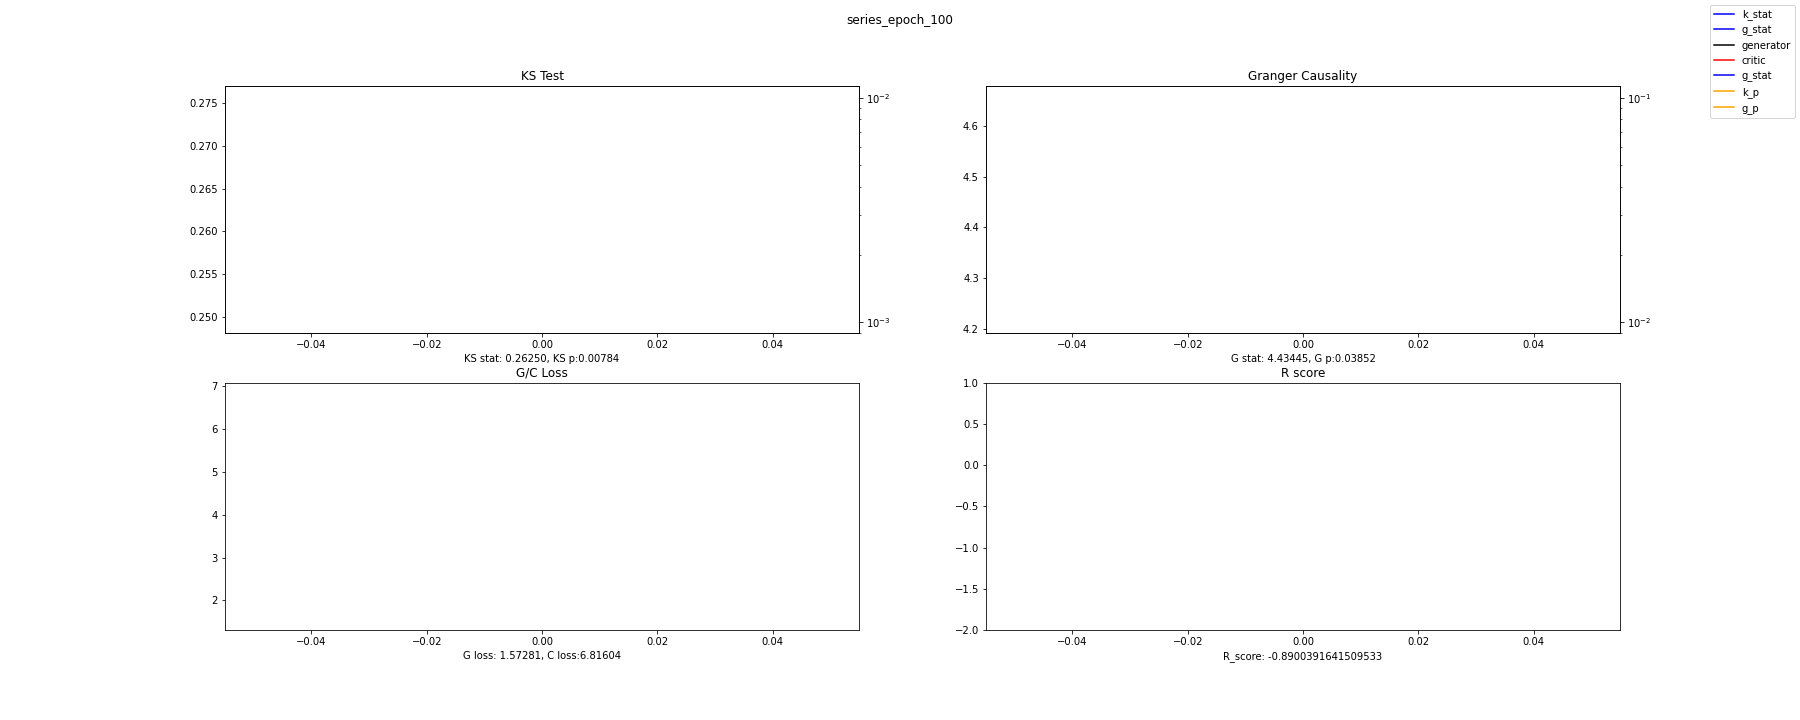 series_epoch_100
k_stat
g_stat
generator
critic
g_stat
k_p
g_p
KS Test
0.275
0.270
0.265
0.260
0.255
0.250
10⁻²
10⁻³
−0.04 −0.02 0.00 0.02 0.04
KS stat: 0.26250, KS p:0.00784
Granger Causality
4.6
4.5
4.4
4.3
4.2
10⁻¹
10⁻²
−0.04 −0.02 0.00 0.02 0.04
G stat: 4.43445, G p:0.03852
G/C Loss
7
6
5
4
3
2
−0.04 −0.02 0.00 0.02 0.04
G loss: 1.57281, C loss:6.81604
R score
1.0
0.5
0.0
−0.5
−1.0
−1.5
−2.0
−0.04 −0.02 0.00 0.02 0.04
R_score: -0.8900391641509533